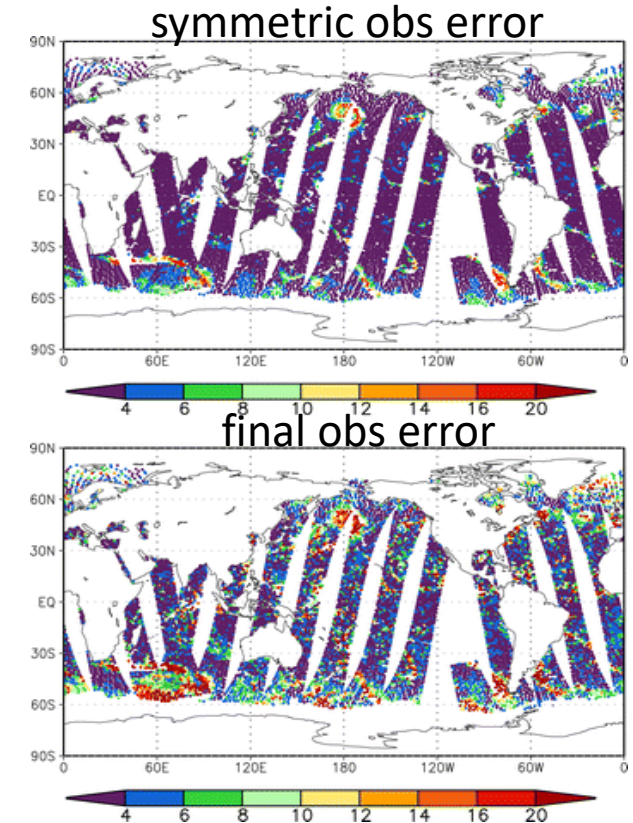 symmetric obs error
90N
60N
30N
EQ
30S
60S
90S
0 60E 120E 180 120W 60W 0
4 6 8 10 12 14 16 20
final obs error
90N
60N
30N
EQ
30S
60S
90S
0 60E 120E 180 120W 60W 0
4 6 8 10 12 14 16 20